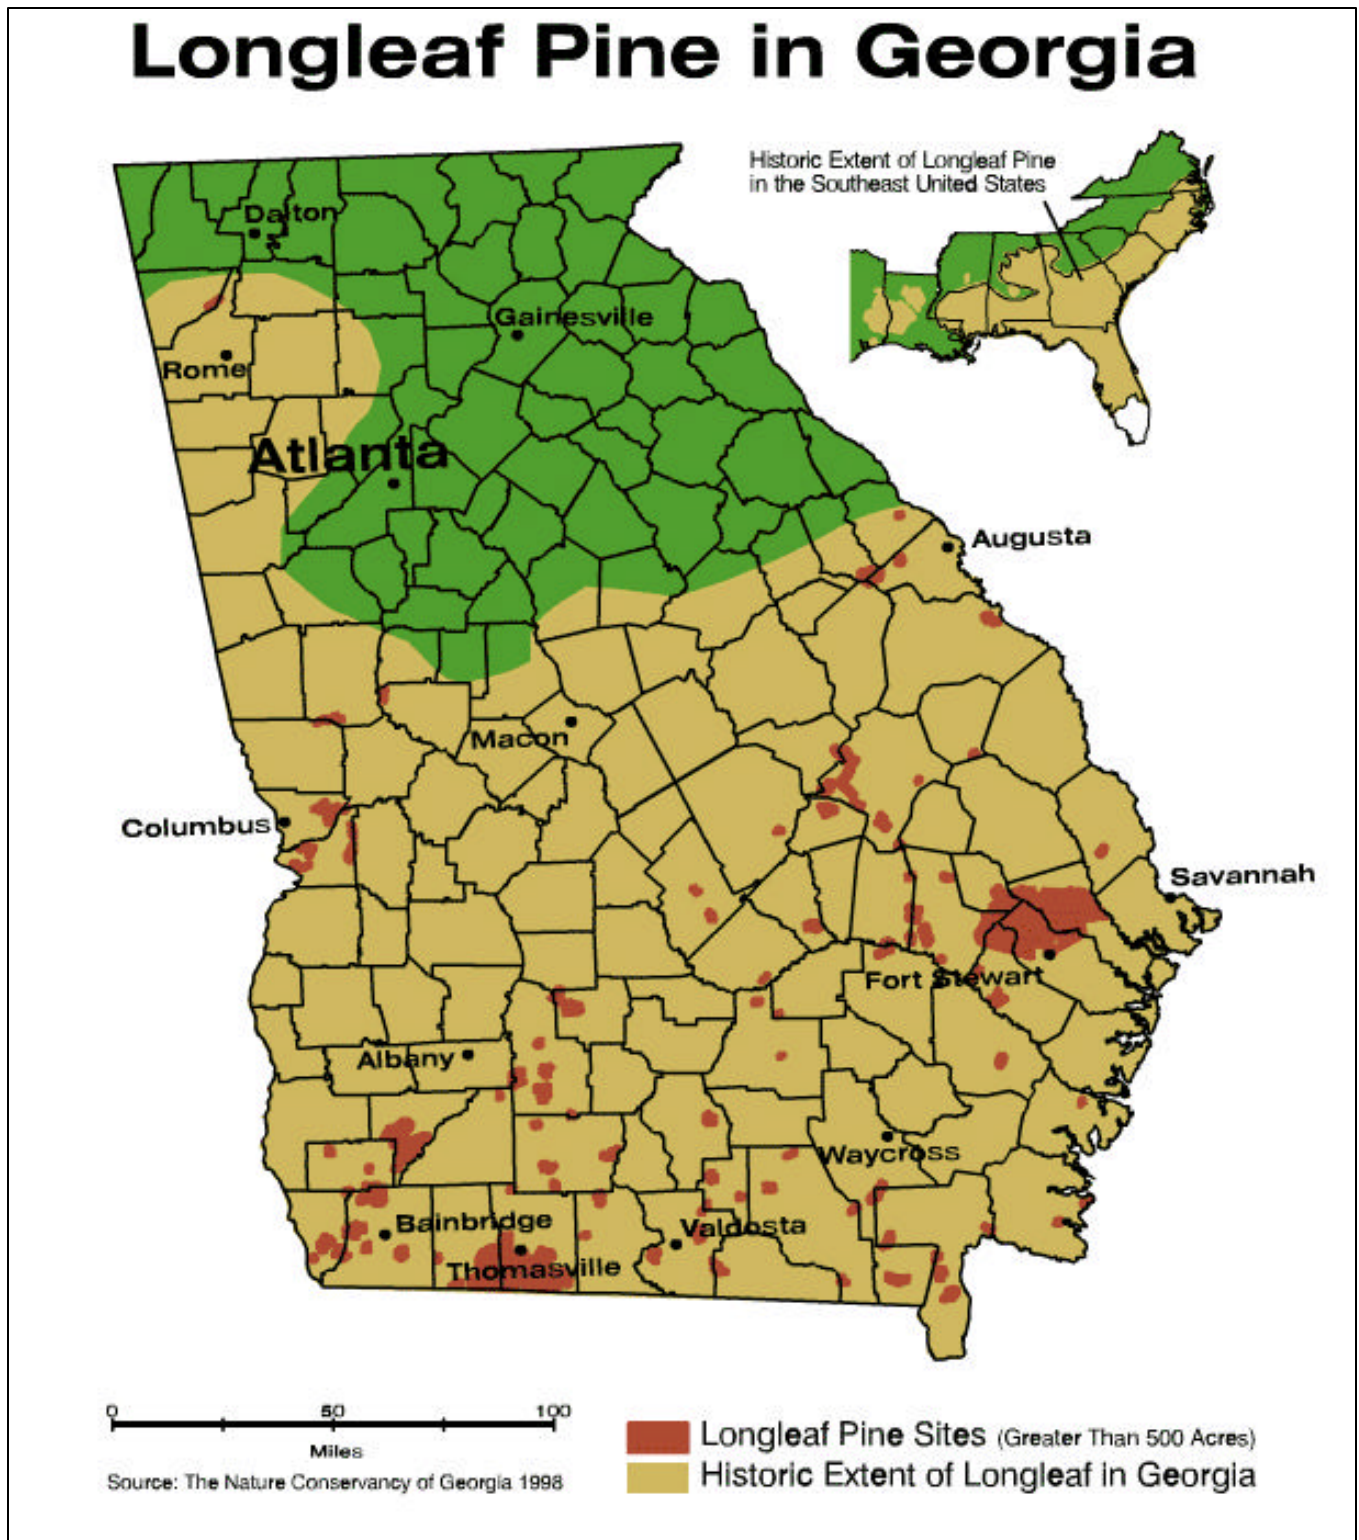 Longleaf Pine in Georgia
Historic Extent of Longleaf Pine
in the Southeast United States
Dalton
Gainesville
Rome
Atlanta
Augusta
Macon
Columbus
Savannah
Fort Stewart
Albany
Waycross
Bainbridge
Valdosta
Thomasville
0 50 100
Miles
Source: The Nature Conservancy of Georgia 1998
Longleaf Pine Sites (Greater Than 500 Acres)
Historic Extent of Longleaf in Georgia